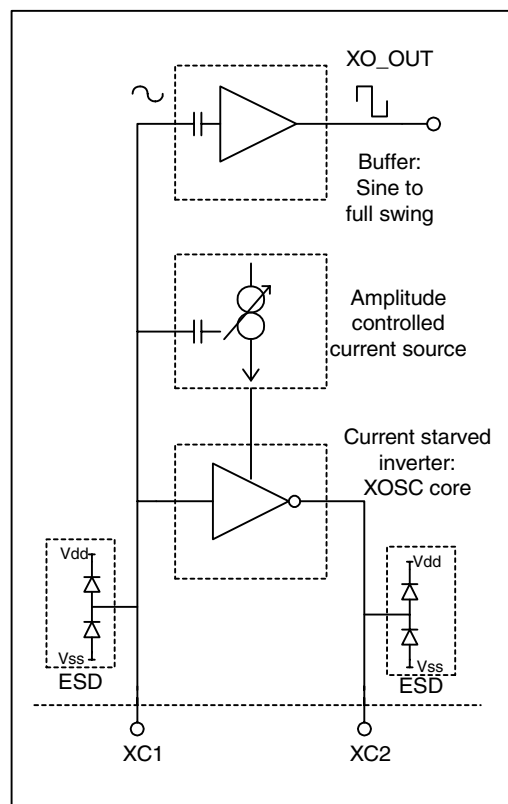 XO_OUT
Buffer:
Sine to
full swing
Amplitude
controlled
current source
Current starved
inverter:
XOSC core
Vdd
Vss
ESD
Vdd
Vss
ESD
XC1
XC2